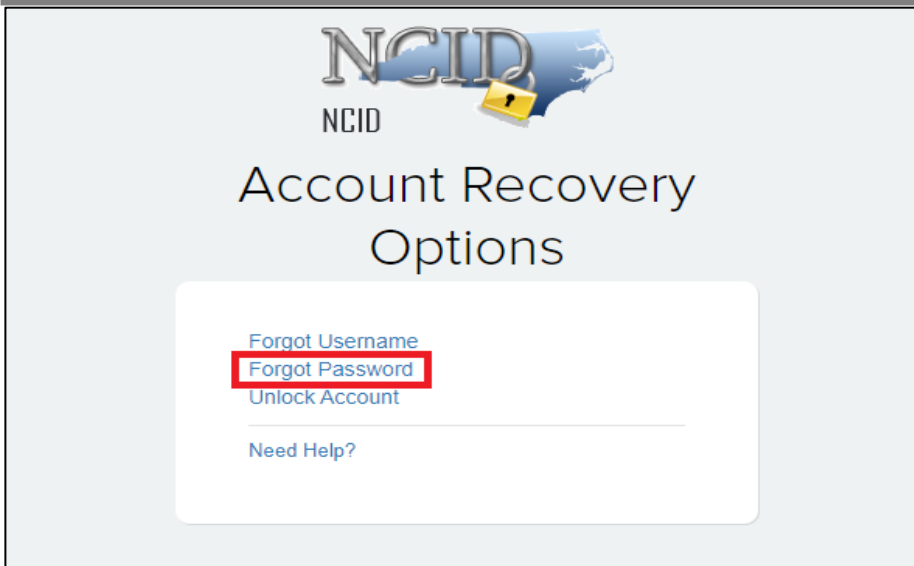 NCID
NCID
Account Recovery
Options
Forgot Username
Forgot Password
Unlock Account
Need Help?